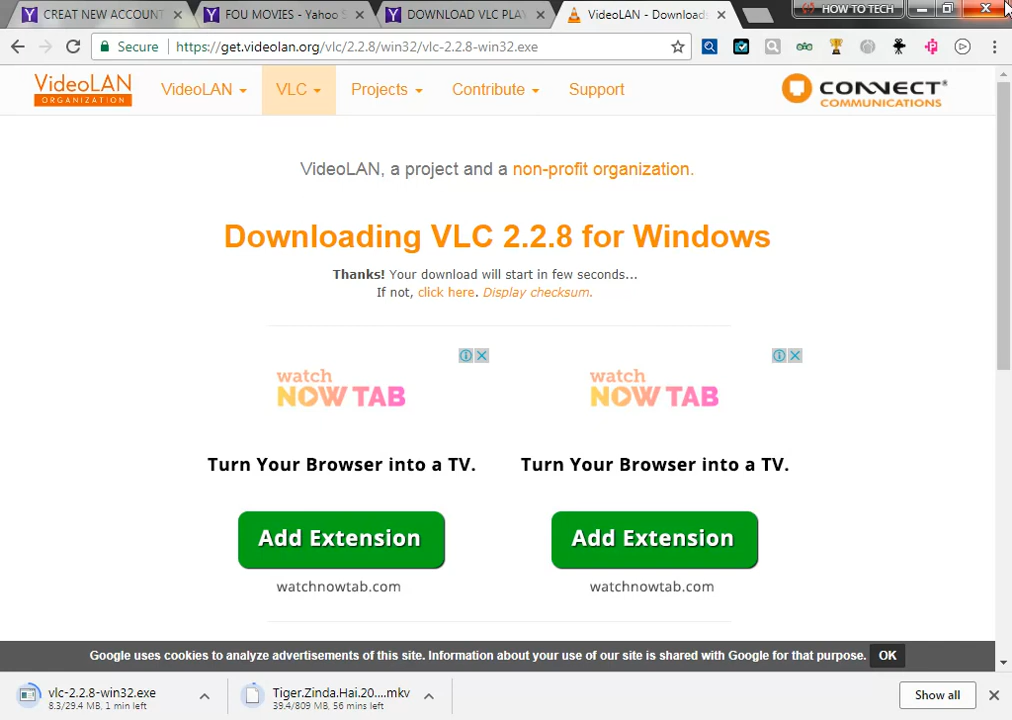 CREAT NEW ACCOUNT
FOU MOVIES - Yahoo S
DOWNLOAD VLC PLA
VideoLAN - Download
HOW TO TECH
Secure
https://get.videolan.org/vlc/2.2.8/win32/vlc-2.2.8-win32.exe
VideoLAN
ORGANIZATION
VideoLAN
VLC
Projects
Contribute
Support
CONNECT
COMMUNICATIONS
VideoLAN, a project and a non-profit organization.
Downloading VLC 2.2.8 for Windows
Thanks! Your download will start in few seconds...
If not, click here. Display checksum.
watch
NOW TAB
Turn Your Browser into a TV.
Add Extension
watchnowtab.com
watch
NOW TAB
Turn Your Browser into a TV.
Add Extension
watchnowtab.com
Google uses cookies to analyze advertisements of this site. Information about your use of our site is shared with Google for that purpose.
OK
vlc-2.2.8-win32.exe
8.3/29.4 MB, 1 min left
Tiger.Zinda.Hai.20....mkv
39.4/809 MB, 56 mins left
Show all